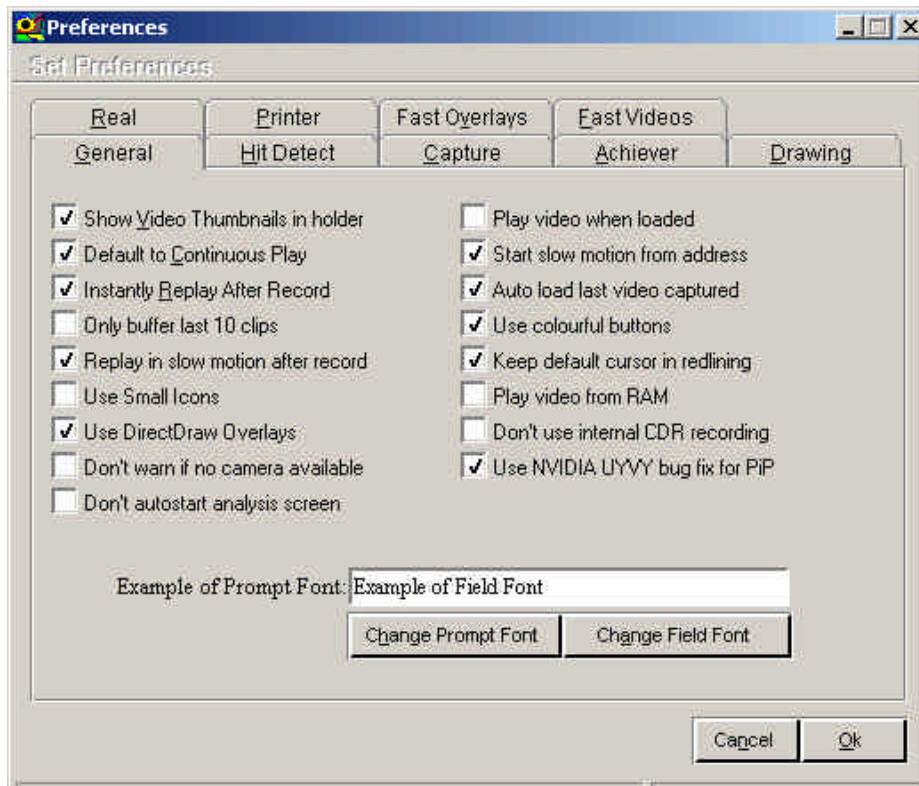 Preferences
Set Preferences
Real Printer Fast Overlays Fast Videos
General Hit Detect Capture Achiever Drawing
Show Video Thumbnails in holder
Default to Continuous Play
Instantly Replay After Record
Only buffer last 10 clips
Replay in slow motion after record
Use Small Icons
Use DirectDraw Overlays
Don't warn if no camera available
Don't autostart analysis screen
Play video when loaded
Start slow motion from address
Auto load last video captured
Use colourful buttons
Keep default cursor in redlining
Play video from RAM
Don't use internal CDR recording
Use NVIDIA UYVY bug fix for PiP
Example of Prompt Font: Example of Field Font
Change Prompt Font Change Field Font
Cancel Ok